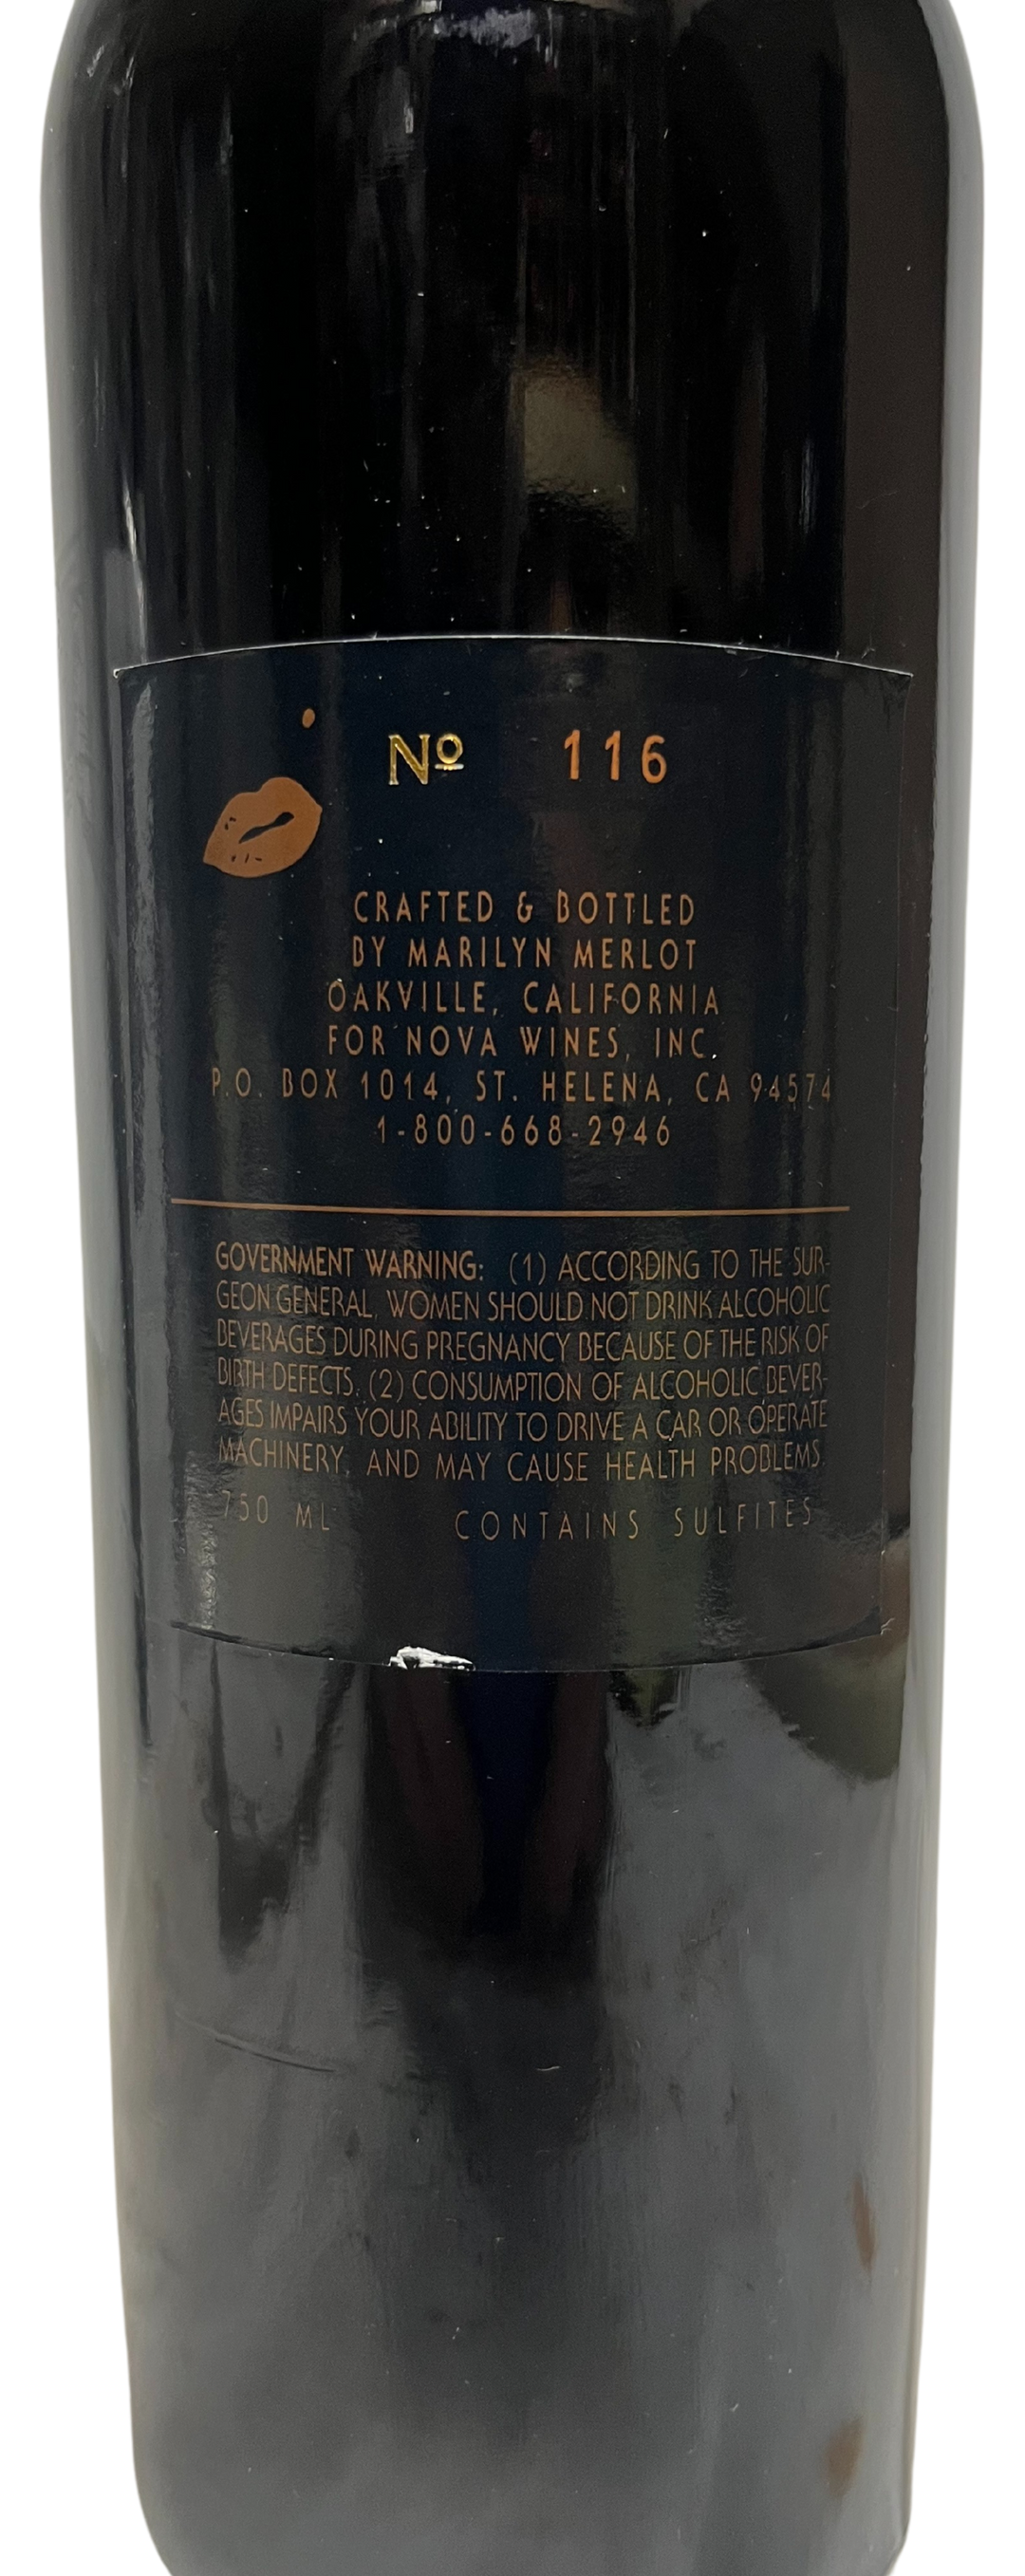 Nº 116
CRAFTED & BOTTLED
BY MARILYN MERLOT
OAKVILLE, CALIFORNIA
FOR NOVA WINES, INC.
P.O. BOX 1014, ST. HELENA, CA 94574
1-800-668-2946
GOVERNMENT WARNING: (1) ACCORDING TO THE SUR-
GEON GENERAL, WOMEN SHOULD NOT DRINK ALCOHOLIC
BEVERAGES DURING PREGNANCY BECAUSE OF THE RISK OF
BIRTH DEFECTS. (2) CONSUMPTION OF ALCOHOLIC BEVER-
AGES IMPAIRS YOUR ABILITY TO DRIVE A CAR OR OPERATE
MACHINERY, AND MAY CAUSE HEALTH PROBLEMS.
750 ML CONTAINS SULFITES